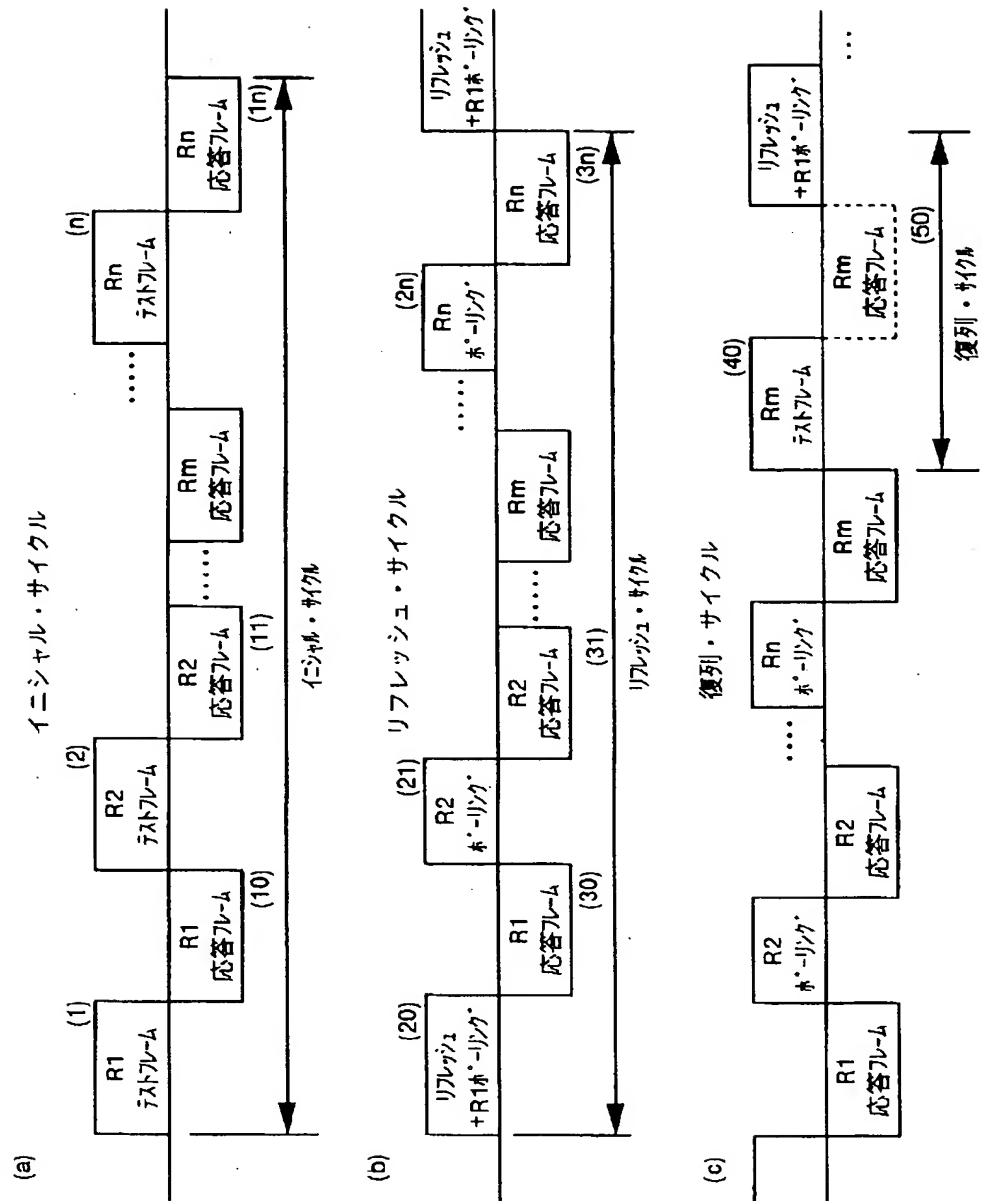 (a)
イニシャル・サイクル
(1)
R1
テストフレーム
R1
応答フレーム
(10)
(2)
R2
テストフレーム
R2
応答フレーム
(11)
......
Rm
応答フレーム
.....
(n)
Rn
テストフレーム
Rn
応答フレーム
(1n)
イニシャル・サイクル
(b)
リフレッシュ・サイクル
(20)
リフレッシュ
+R1ポーリング
R1
応答フレーム
(30)
(21)
R2
ポーリング
R2
応答フレーム
(31)
......
Rm
応答フレーム
.....
(2n)
Rn
ポーリング
Rn
応答フレーム
(3n)
リフレッシュ
+R1ポーリング
リフレッシュ・サイクル
(c)
復列・サイクル
R1
応答フレーム
R2
ポーリング
R2
応答フレーム
....
Rn
ポーリング
Rm
応答フレーム
(40)
Rm
テストフレーム
Rm
応答フレーム
リフレッシュ
+R1ポーリング
...
(50)
復列・サイクル